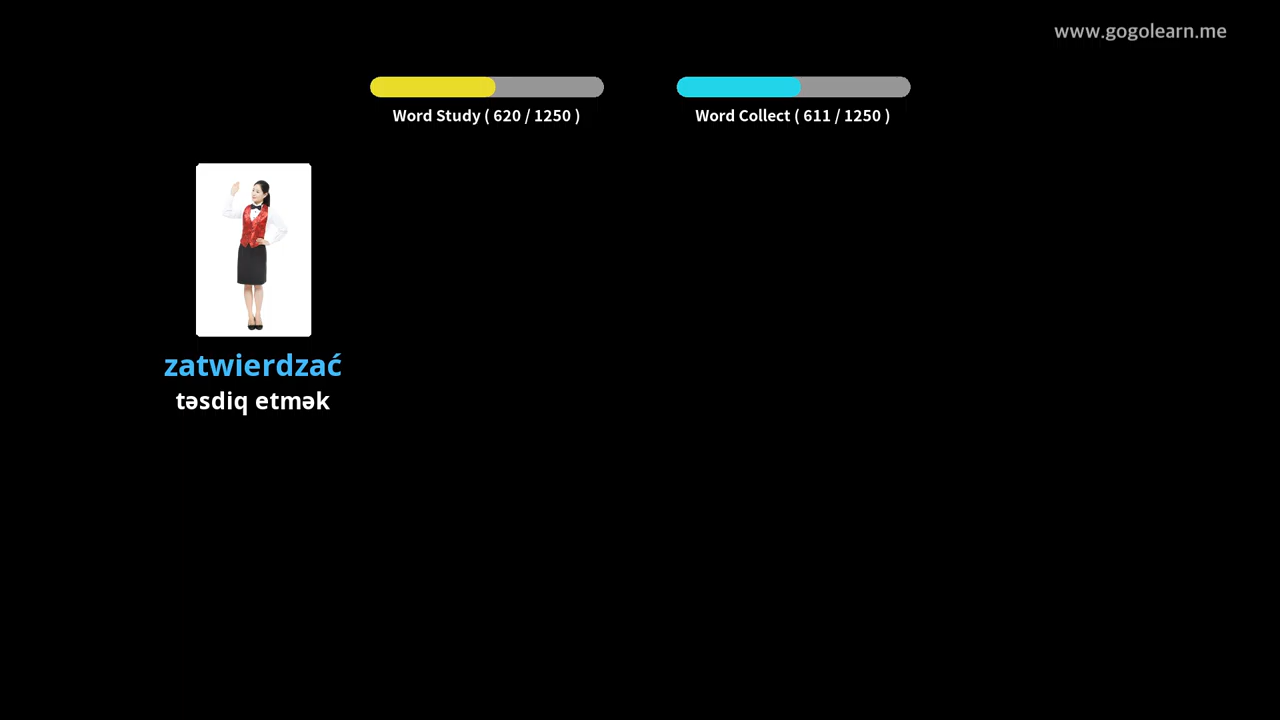 www.gogolearn.me
Word Study ( 620 / 1250 )
Word Collect ( 611 / 1250 )
zatwierdzać
təsdiq etmək